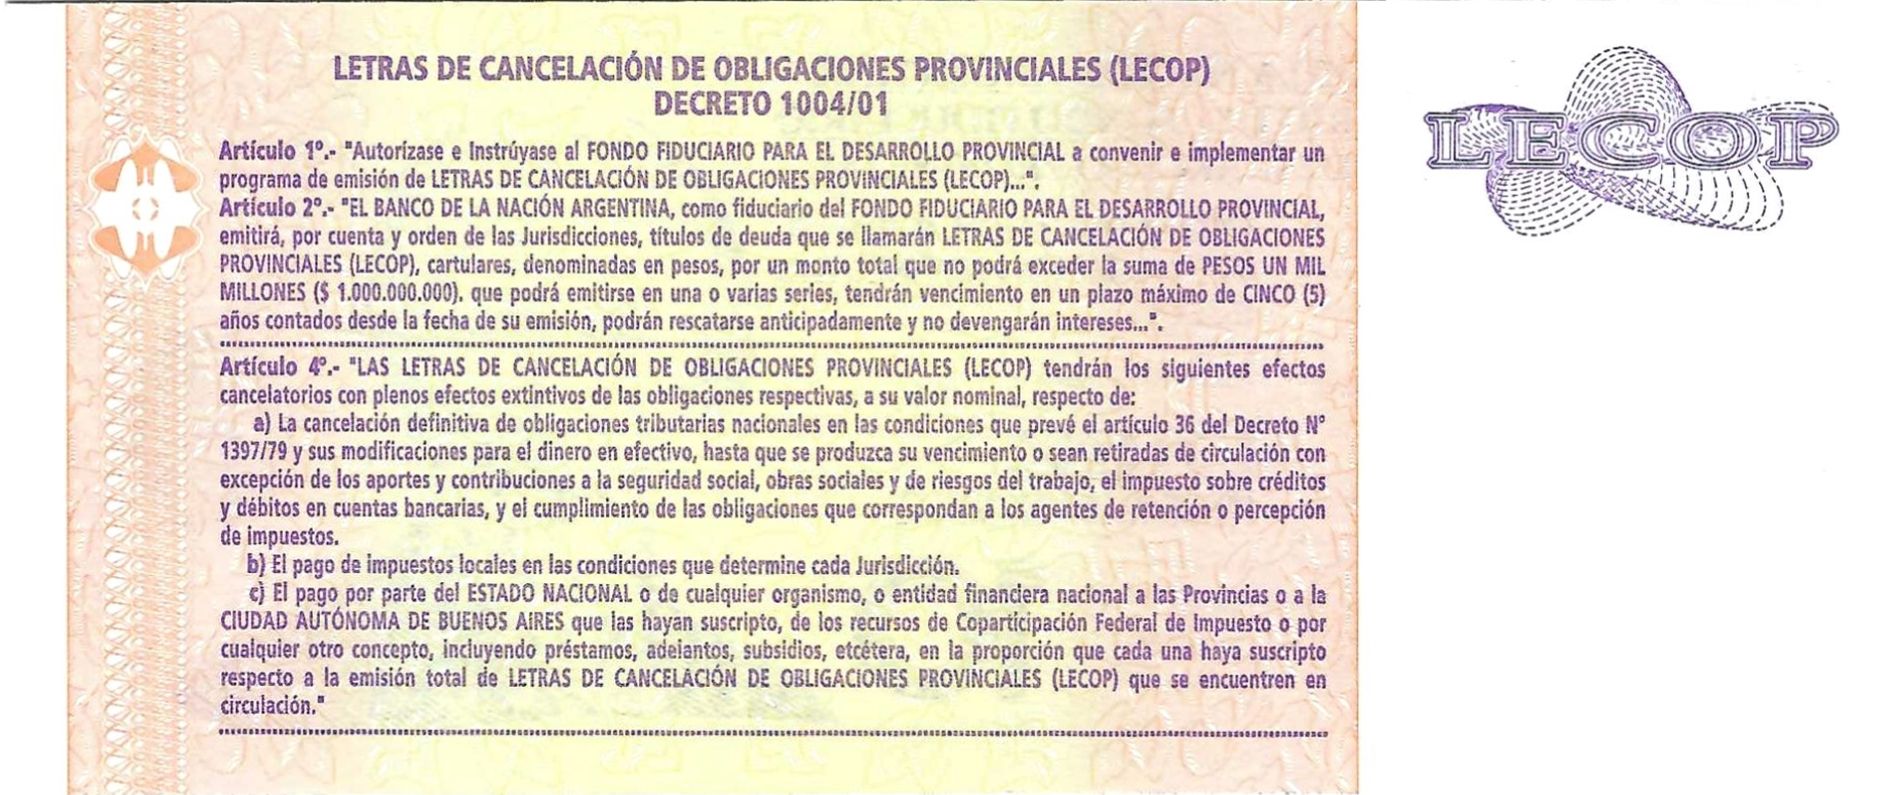 LETRAS DE CANCELACIÓN DE OBLIGACIONES PROVINCIALES (LECOP)
DECRETO 1004/01
LECOP
Artículo 1º.- "Autorízase e Instrúyase al FONDO FIDUCIARIO PARA EL DESARROLLO PROVINCIAL a convenir e implementar un
programa de emisión de LETRAS DE CANCELACIÓN DE OBLIGACIONES PROVINCIALES (LECOP)...".
Artículo 2º.- "EL BANCO DE LA NACIÓN ARGENTINA, como fiduciario del FONDO FIDUCIARIO PARA EL DESARROLLO PROVINCIAL,
emitirá, por cuenta y orden de las Jurisdicciones, títulos de deuda que se llamarán LETRAS DE CANCELACIÓN DE OBLIGACIONES
PROVINCIALES (LECOP), cartulares, denominadas en pesos, por un monto total que no podrá exceder la suma de PESOS UN MIL
MILLONES ($ 1.000.000.000), que podrá emitirse en una o varias series, tendrán vencimiento en un plazo máximo de CINCO (5)
años contados desde la fecha de su emisión, podrán rescatarse anticipadamente y no devengarán intereses...".
Artículo 4º.- "LAS LETRAS DE CANCELACIÓN DE OBLIGACIONES PROVINCIALES (LECOP) tendrán los siguientes efectos
cancelatorios con plenos efectos extintivos de las obligaciones respectivas, a su valor nominal, respecto de:
a) La cancelación definitiva de obligaciones tributarias nacionales en las condiciones que prevé el artículo 36 del Decreto Nº
1397/79 y sus modificaciones para el dinero en efectivo, hasta que se produzca su vencimiento o sean retiradas de circulación con
excepción de los aportes y contribuciones a la seguridad social, obras sociales y de riesgos del trabajo, el impuesto sobre créditos
y débitos en cuentas bancarias, y el cumplimiento de las obligaciones que correspondan a los agentes de retención o percepción
de impuestos.
b) El pago de impuestos locales en las condiciones que determine cada Jurisdicción.
c) El pago por parte del ESTADO NACIONAL o de cualquier organismo, o entidad financiera nacional a las Provincias o a la
CIUDAD AUTÓNOMA DE BUENOS AIRES que las hayan suscripto, de los recursos de Coparticipación Federal de Impuesto o por
cualquier otro concepto, incluyendo préstamos, adelantos, subsidios, etcétera, en la proporción que cada una haya suscripto
respecto a la emisión total de LETRAS DE CANCELACIÓN DE OBLIGACIONES PROVINCIALES (LECOP) que se encuentren en
circulación."